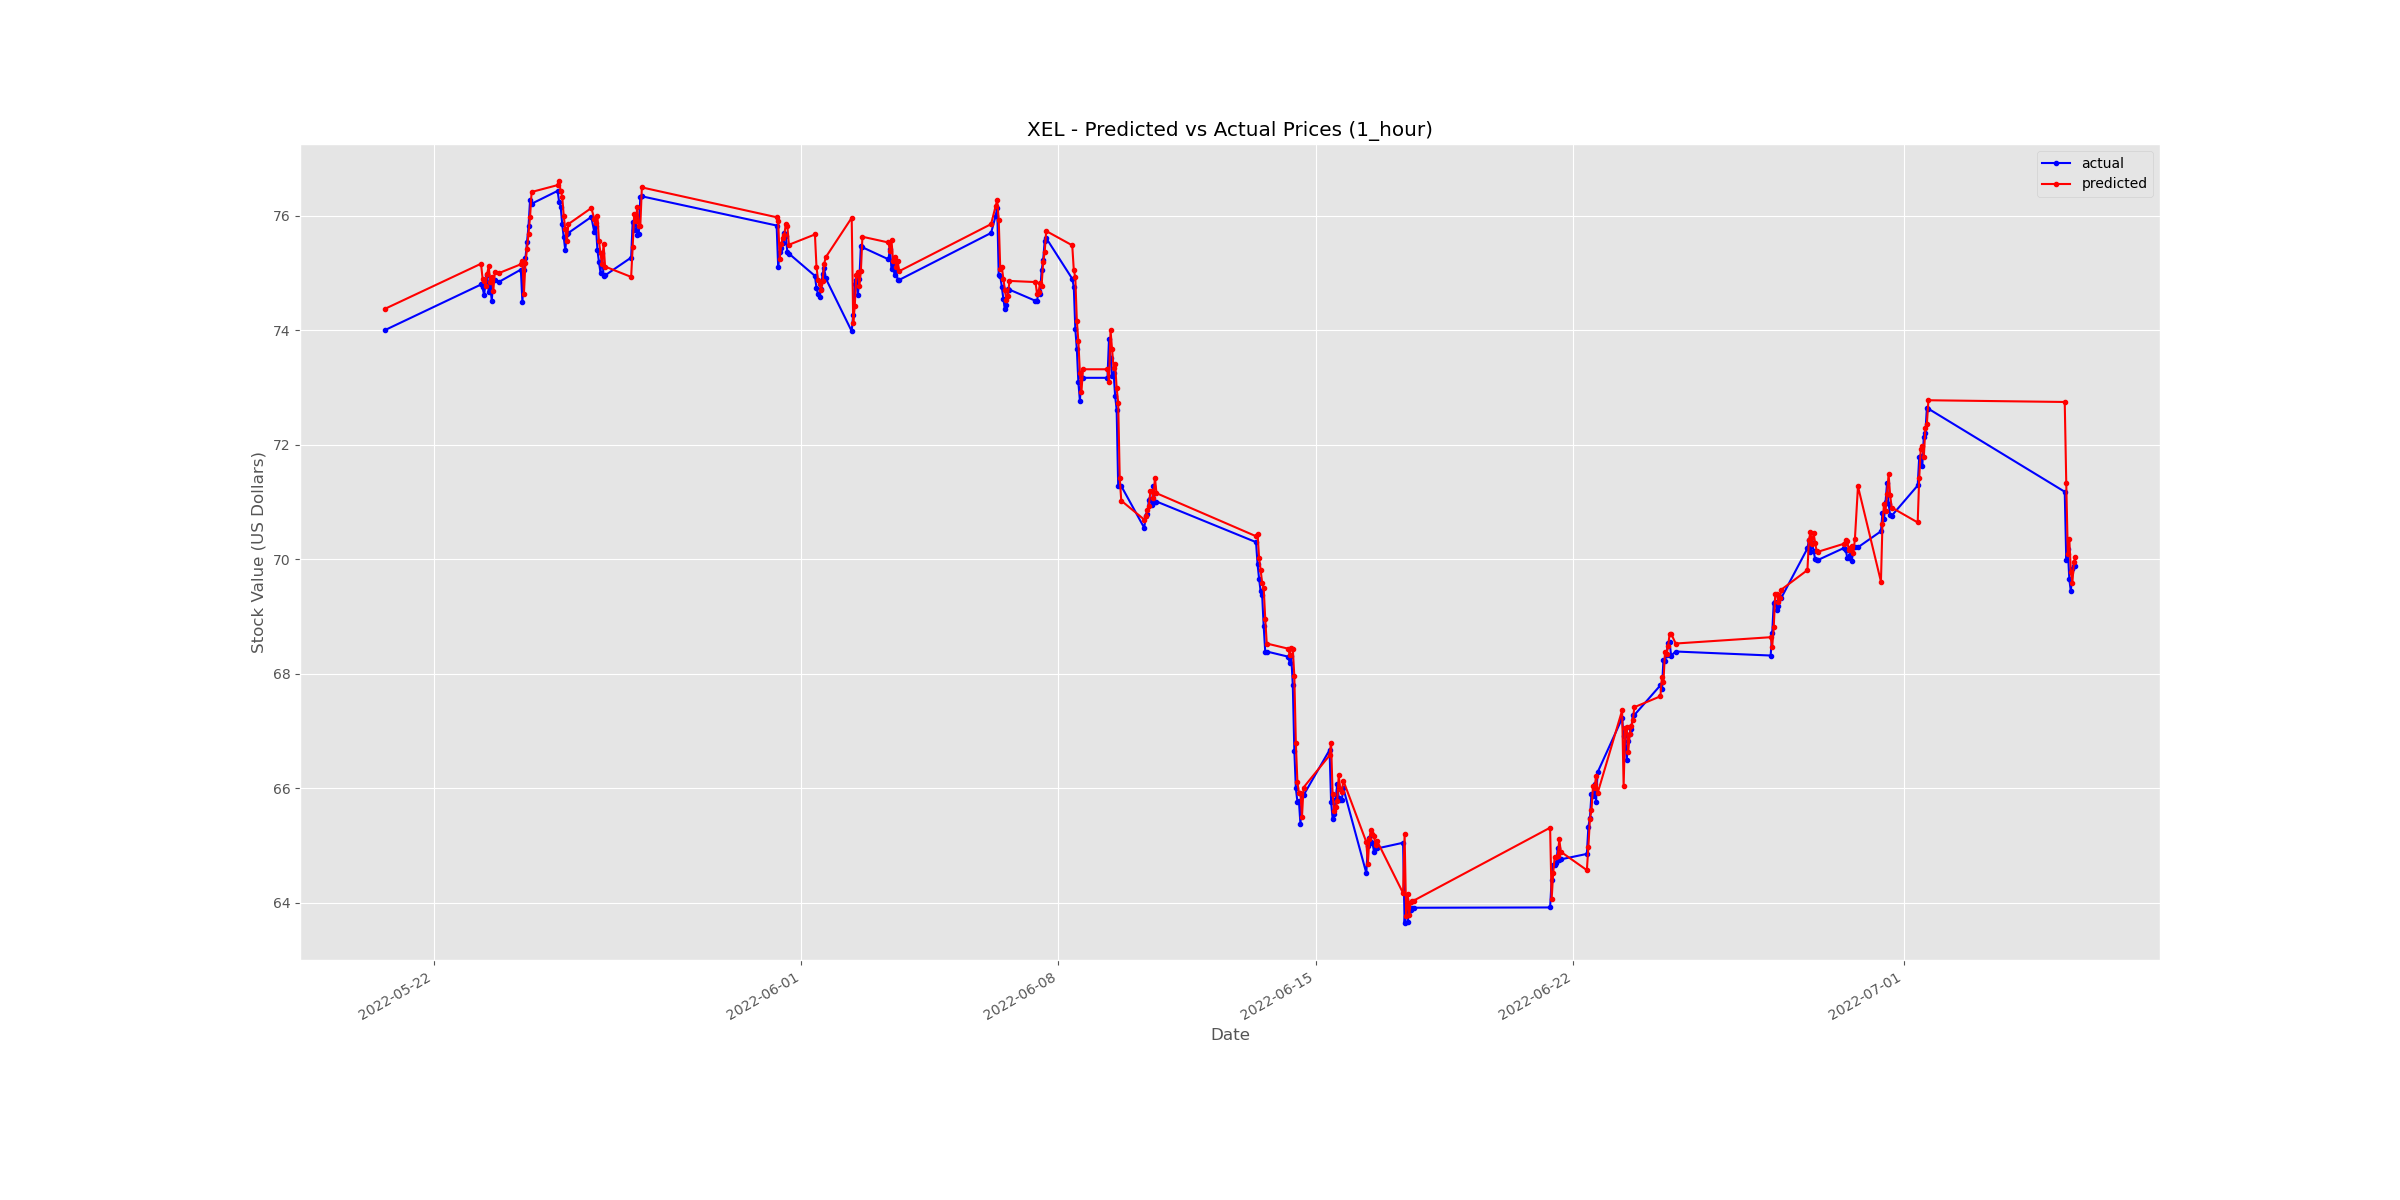 XEL - Predicted vs Actual Prices (1_hour)
actual
predicted
76
74
72
70
68
66
64
Stock Value (US Dollars)
2022-05-22
2022-06-01
2022-06-08
2022-06-15
2022-06-22
2022-07-01
Date